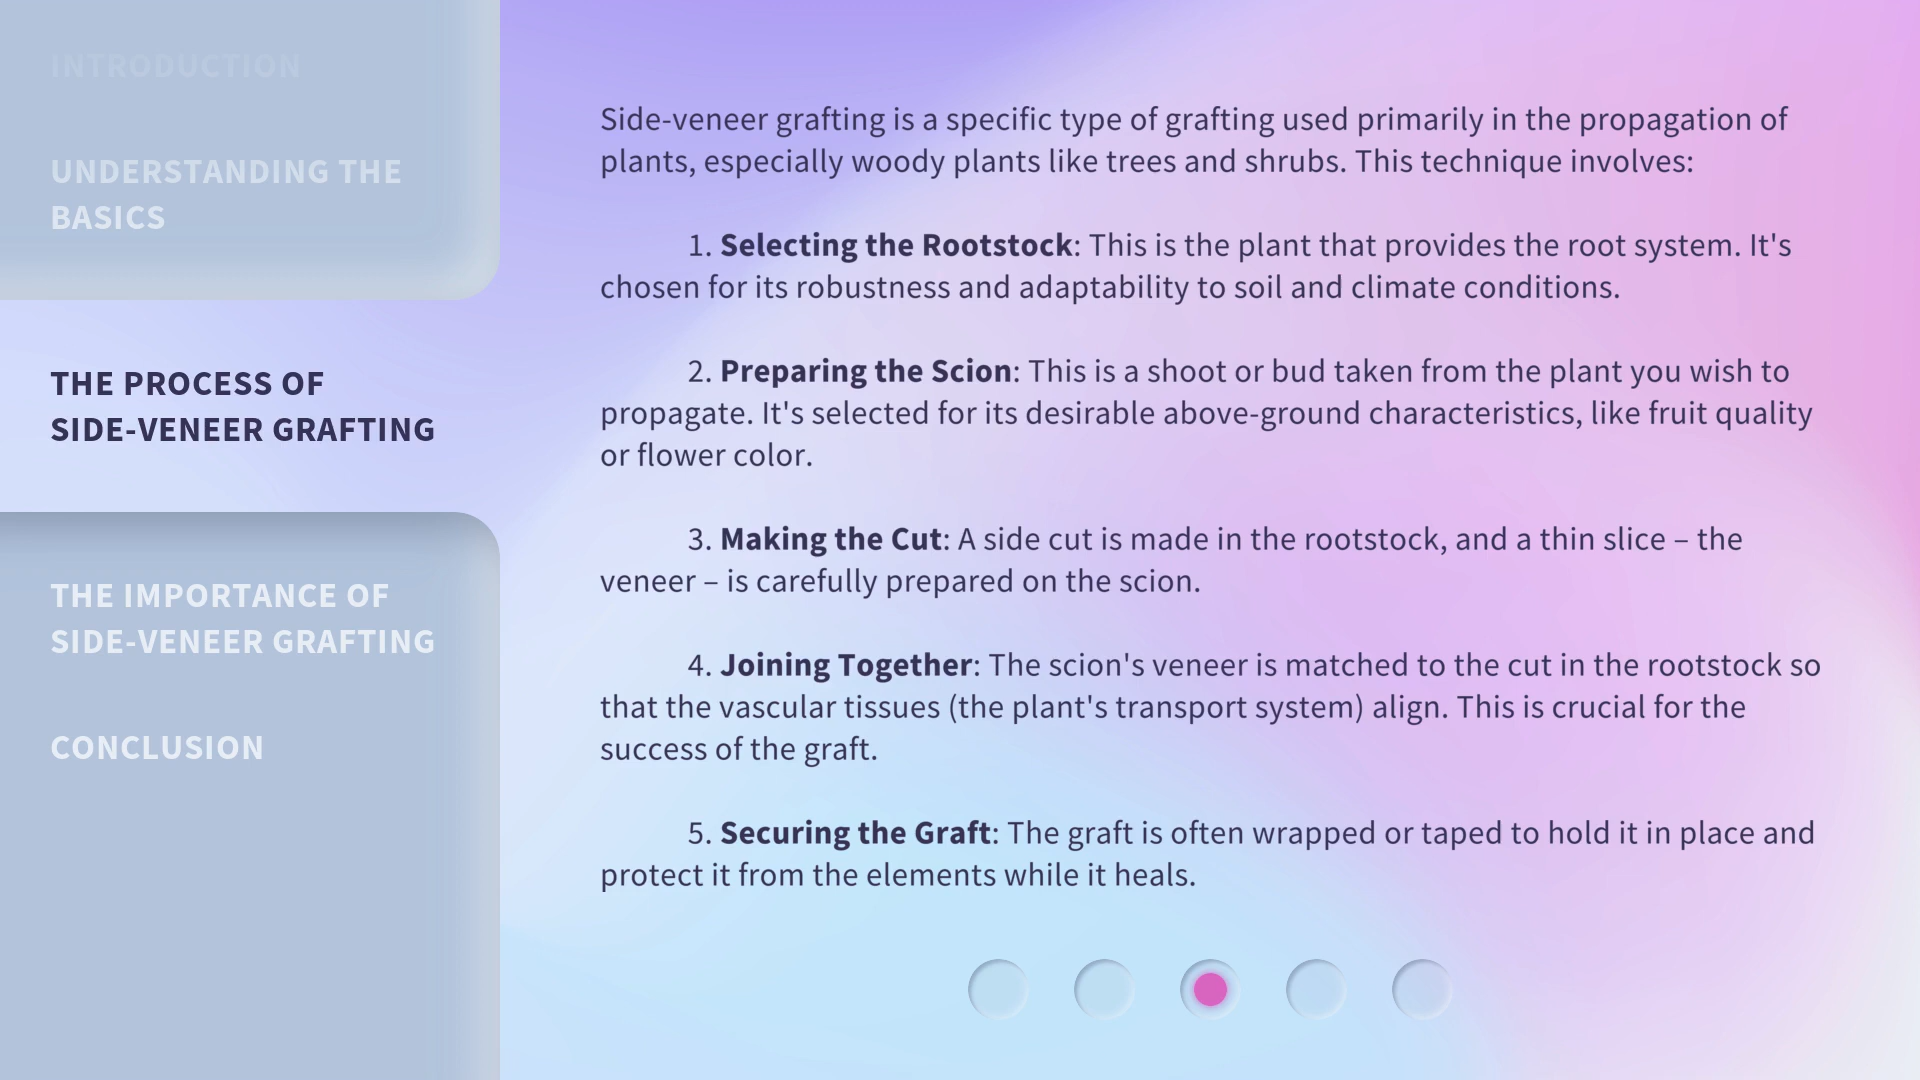 INTRODUCTION
UNDERSTANDING THE
BASICS
THE PROCESS OF
SIDE-VENEER GRAFTING
THE IMPORTANCE OF
SIDE-VENEER GRAFTING
CONCLUSION
Side-veneer grafting is a specific type of grafting used primarily in the propagation of
plants, especially woody plants like trees and shrubs. This technique involves:
1. Selecting the Rootstock: This is the plant that provides the root system. It's
chosen for its robustness and adaptability to soil and climate conditions.
2. Preparing the Scion: This is a shoot or bud taken from the plant you wish to
propagate. It's selected for its desirable above-ground characteristics, like fruit quality
or flower color.
3. Making the Cut: A side cut is made in the rootstock, and a thin slice – the
veneer – is carefully prepared on the scion.
4. Joining Together: The scion's veneer is matched to the cut in the rootstock so
that the vascular tissues (the plant's transport system) align. This is crucial for the
success of the graft.
5. Securing the Graft: The graft is often wrapped or taped to hold it in place and
protect it from the elements while it heals.